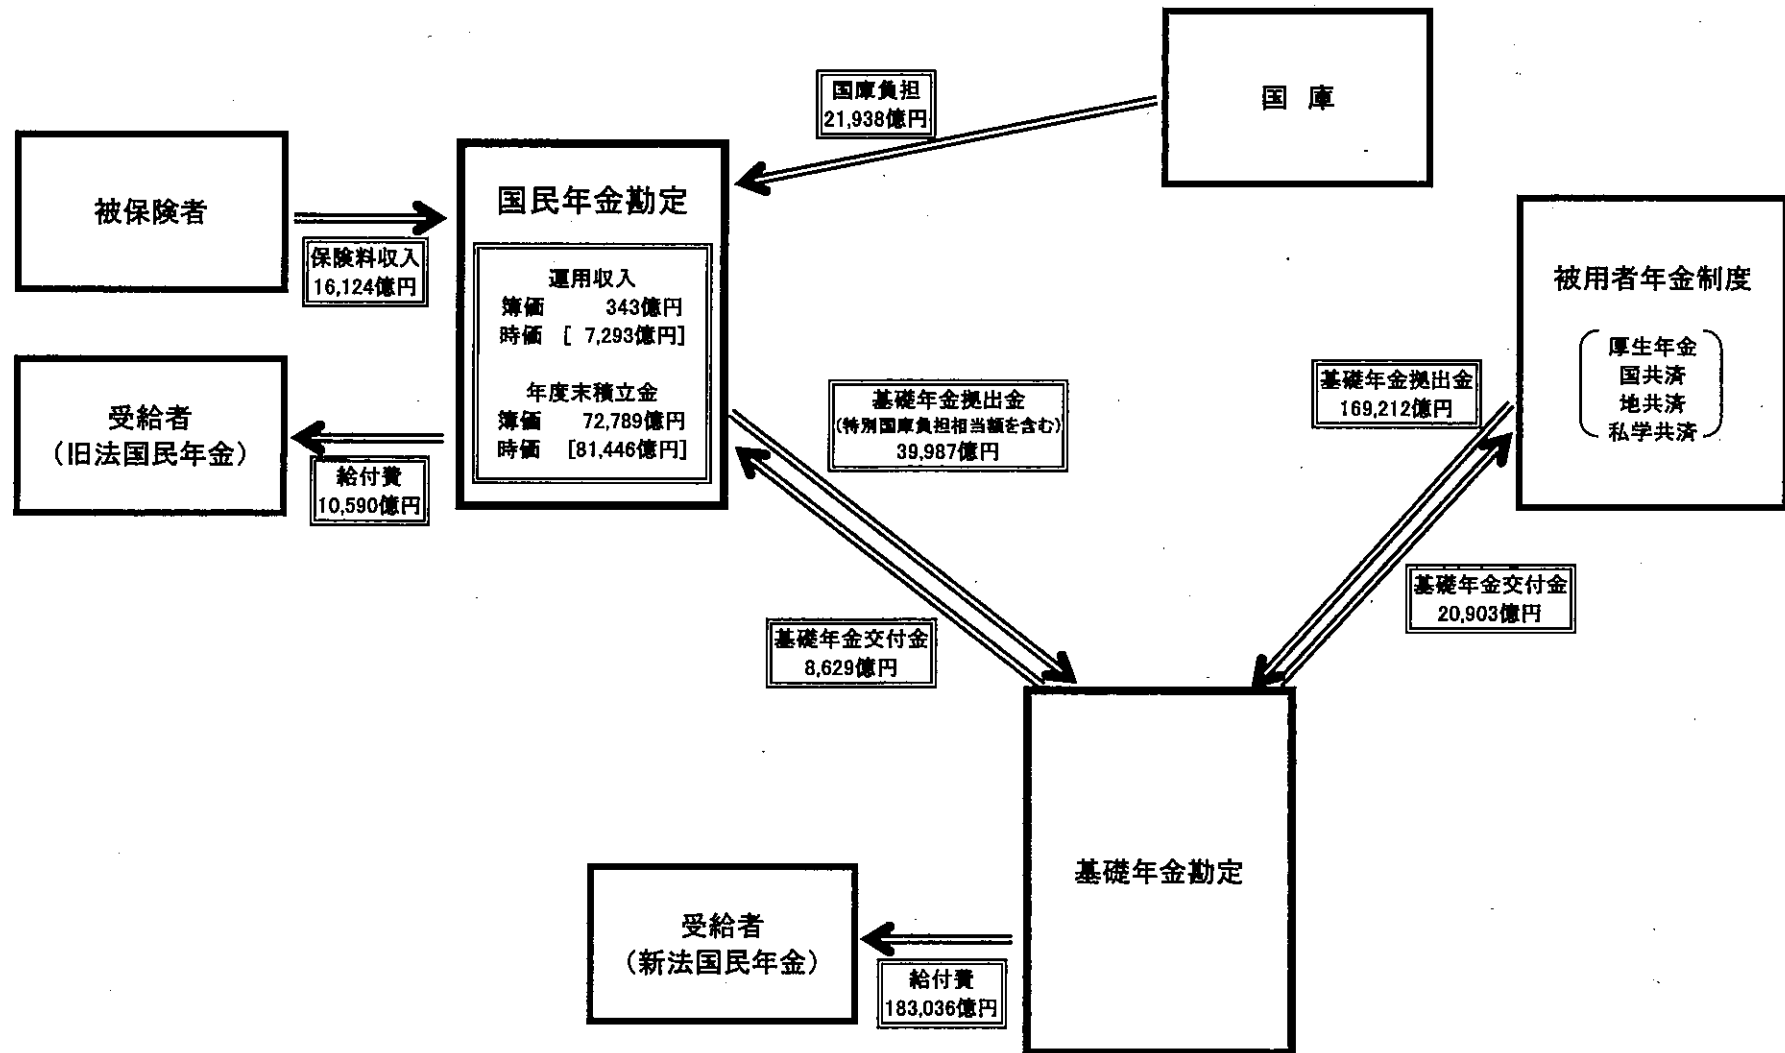 国 庫
国庫負担
21,938億円
被保険者
保険料収入
16,124億円
国民年金勘定
運用収入
簿価 343億円
時価 [ 7,293億円]
年度末積立金
簿価 72,789億円
時価 [81,446億円]
受給者
(旧法国民年金)
給付費
10,590億円
基礎年金拠出金
(特別国庫負担相当額を含む)
39,987億円
基礎年金交付金
8,629億円
被用者年金制度
厚生年金
国共済
地共済
私学共済
基礎年金拠出金
169,212億円
基礎年金交付金
20,903億円
基礎年金勘定
受給者
(新法国民年金)
給付費
183,036億円